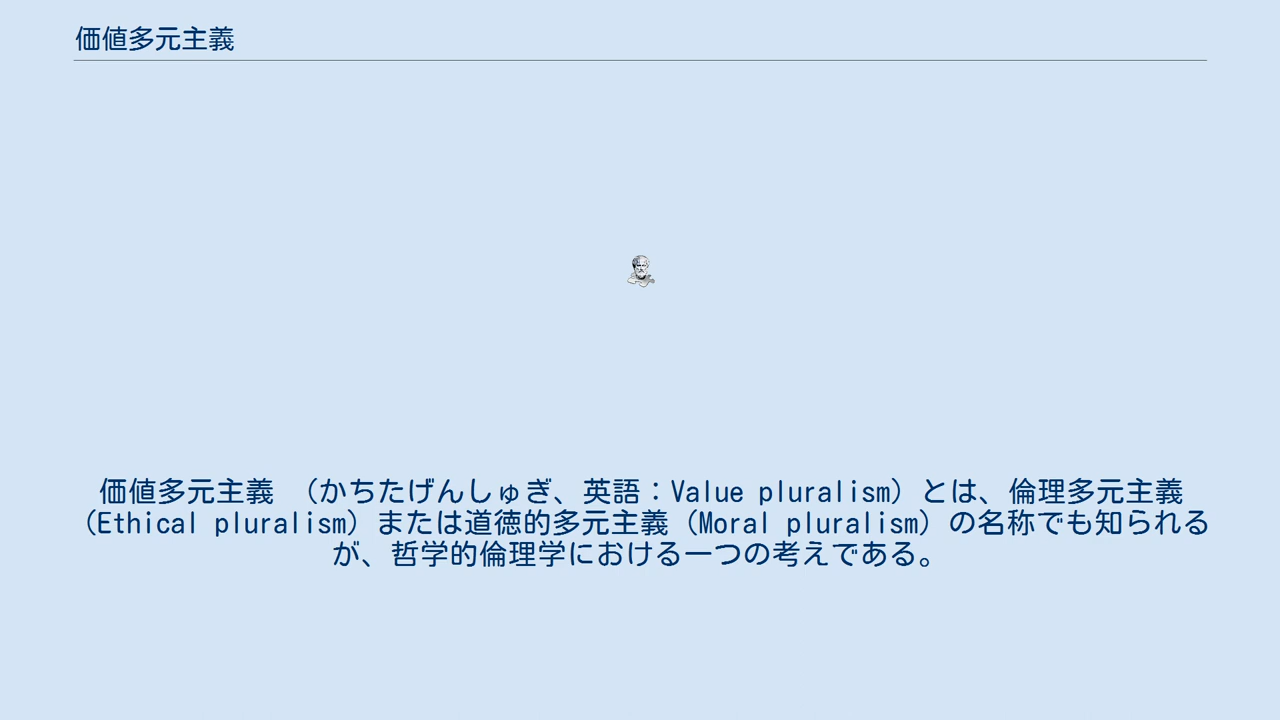 価値多元主義
価値多元主義　（かちたげんしゅぎ、英語：Value pluralism）とは、倫理多元主義
（Ethical pluralism）または道徳的多元主義（Moral pluralism）の名称でも知られる
が、哲学的倫理学における一つの考えである。